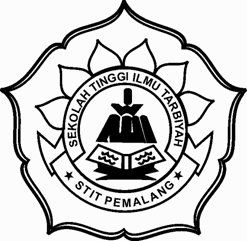 SEKOLAH TINGGI ILMU TARBIYAH
STIT PEMALANG